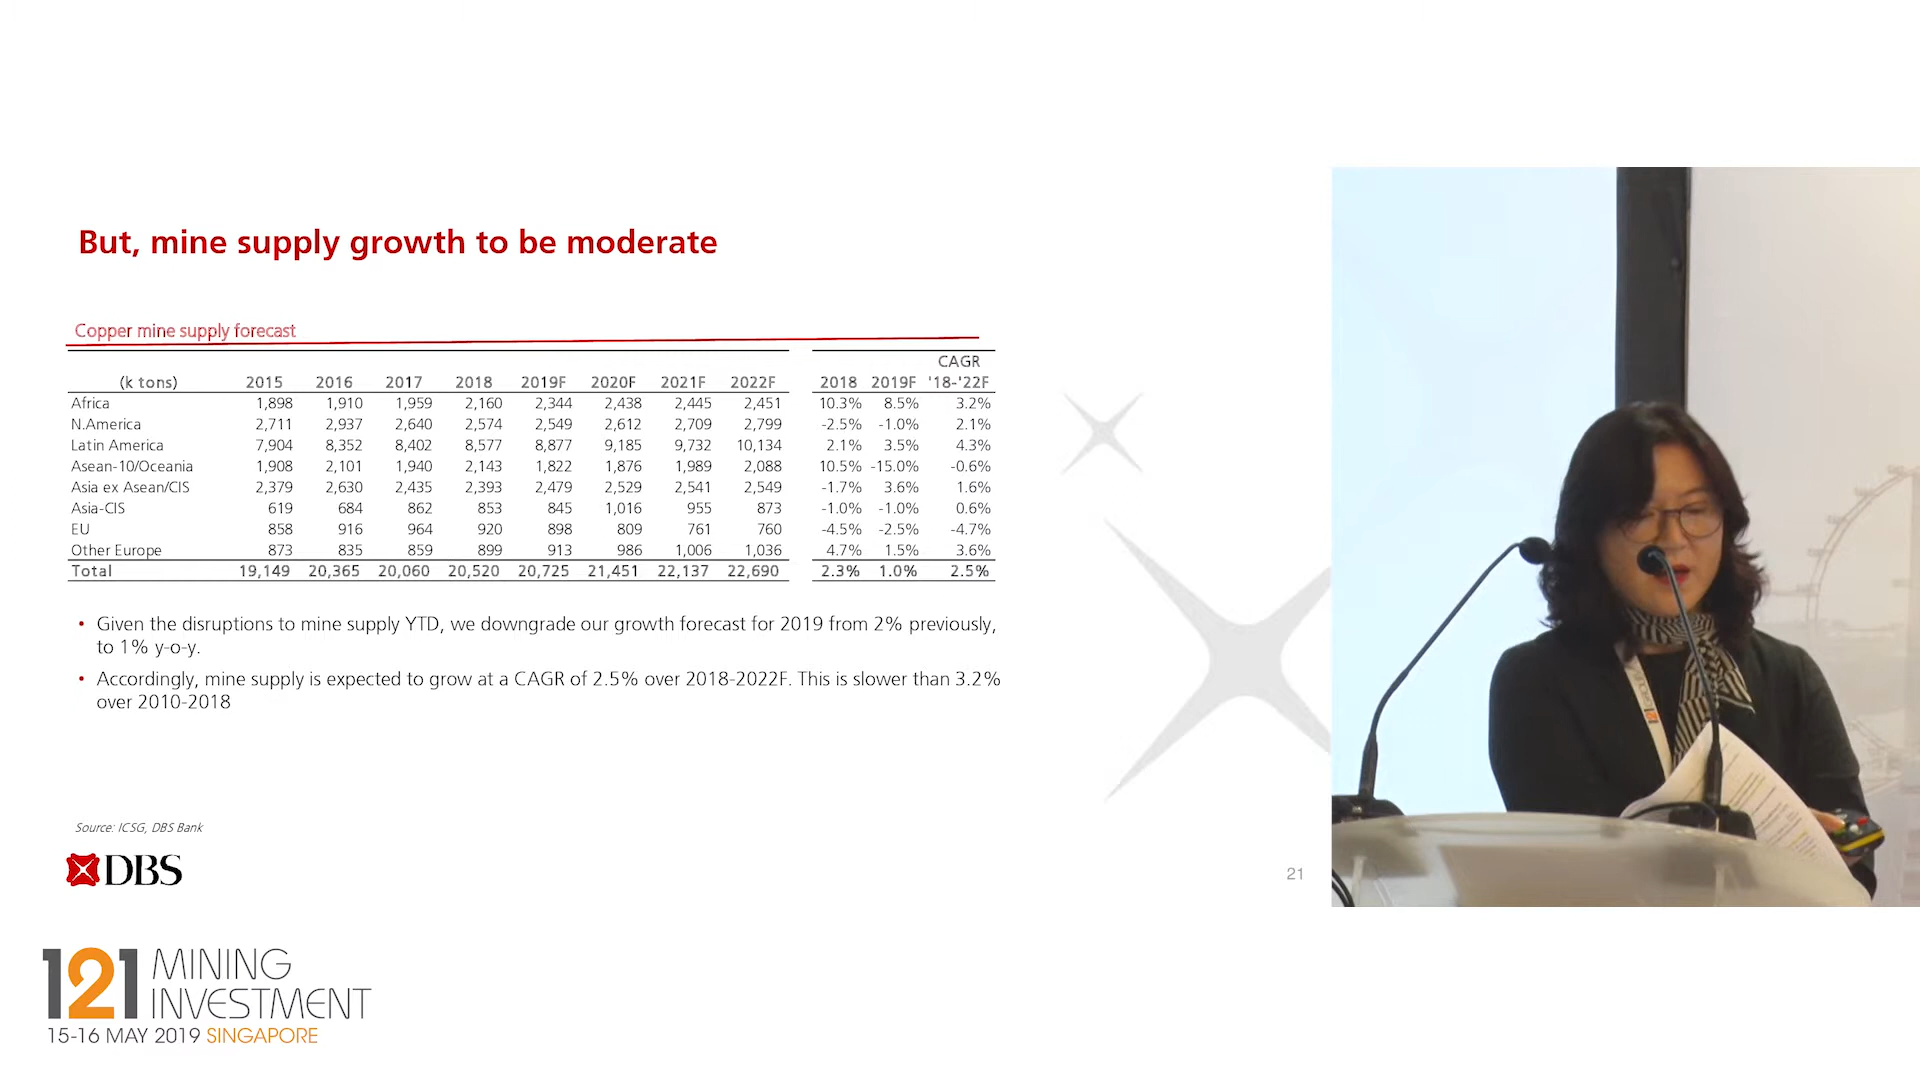 But, mine supply growth to be moderate
Copper mine supply forecast
CAGR
(k tons) 2015 2016 2017 2018 2019F 2020F 2021F 2022F 2018 2019F '18-'22F
Africa 1,898 1,910 1,959 2,160 2,344 2,438 2,445 2,451 10.3% 8.5% 3.2%
N.America 2,711 2,937 2,640 2,574 2,549 2,612 2,709 2,799 -2.5% -1.0% 2.1%
Latin America 7,904 8,352 8,402 8,577 8,877 9,185 9,732 10,134 2.1% 3.5% 4.3%
Asean-10/Oceania 1,908 2,101 1,940 2,143 1,822 1,876 1,989 2,088 10.5% -15.0% -0.6%
Asia ex Asean/CIS 2,379 2,630 2,435 2,393 2,479 2,529 2,541 2,549 -1.7% 3.6% 1.6%
Asia-CIS 619 684 862 853 845 1,016 955 873 -1.0% -1.0% 0.6%
EU 858 916 964 920 898 809 761 760 -4.5% -2.5% -4.7%
Other Europe 873 835 859 899 913 986 1,006 1,036 4.7% 1.5% 3.6%
Total 19,149 20,365 20,060 20,520 20,725 21,451 22,137 22,690 2.3% 1.0% 2.5%
• Given the disruptions to mine supply YTD, we downgrade our growth forecast for 2019 from 2% previously,
to 1% y-o-y.
• Accordingly, mine supply is expected to grow at a CAGR of 2.5% over 2018-2022F. This is slower than 3.2%
over 2010-2018
Source: ICSG, DBS Bank
DBS
21
121 MINING
INVESTMENT
15-16 MAY 2019 SINGAPORE